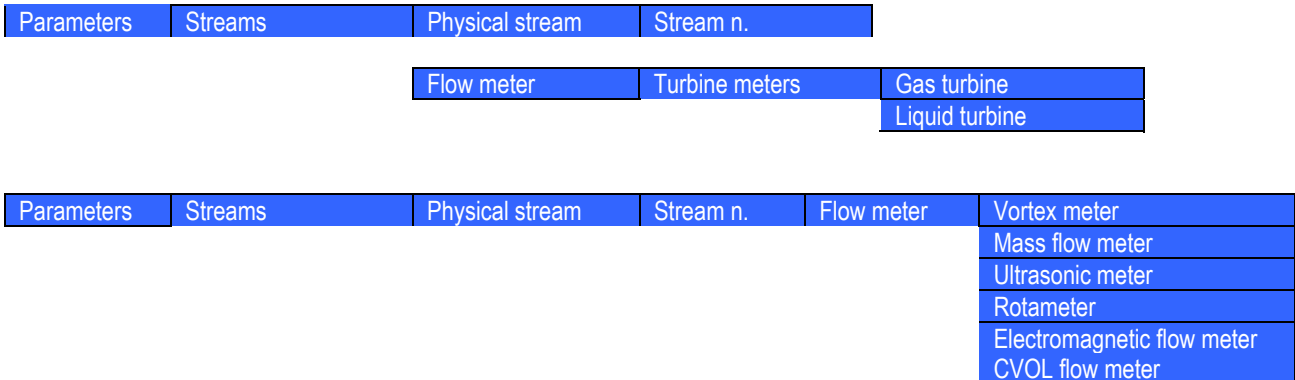 Parameters Streams Physical stream Stream n.
Flow meter Turbine meters Gas turbine
Liquid turbine
Parameters Streams Physical stream Stream n. Flow meter Vortex meter
Mass flow meter
Ultrasonic meter
Rotameter
Electromagnetic flow meter
CVOL flow meter